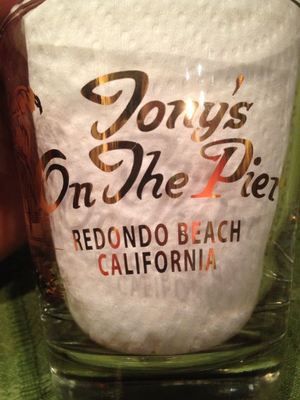 Tony's
On The Pier
REDONDO BEACH
CALIFORNIA